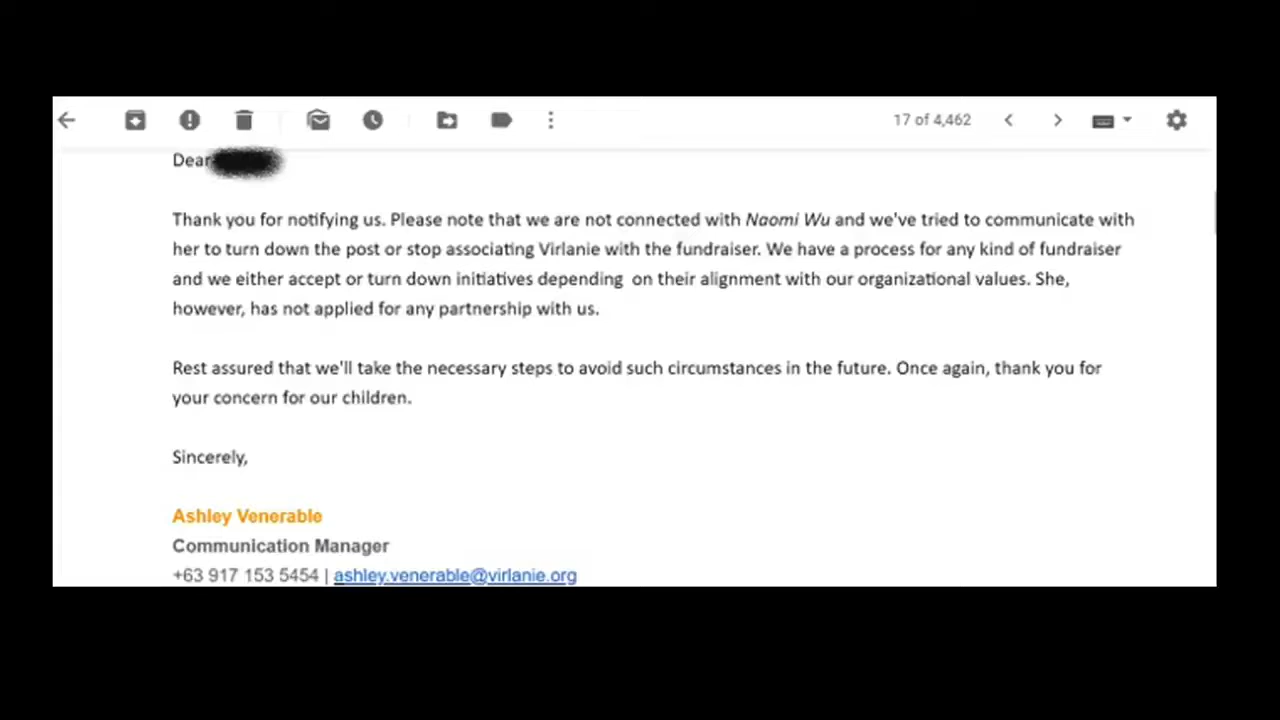 17 of 4,462
Dear
Thank you for notifying us. Please note that we are not connected with Naomi Wu and we've tried to communicate with
her to turn down the post or stop associating Virlanie with the fundraiser. We have a process for any kind of fundraiser
and we either accept or turn down initiatives depending on their alignment with our organizational values. She,
however, has not applied for any partnership with us.
Rest assured that we'll take the necessary steps to avoid such circumstances in the future. Once again, thank you for
your concern for our children.
Sincerely,
Ashley Venerable
Communication Manager
+63 917 153 5454 | ashley.venerable@virlanie.org